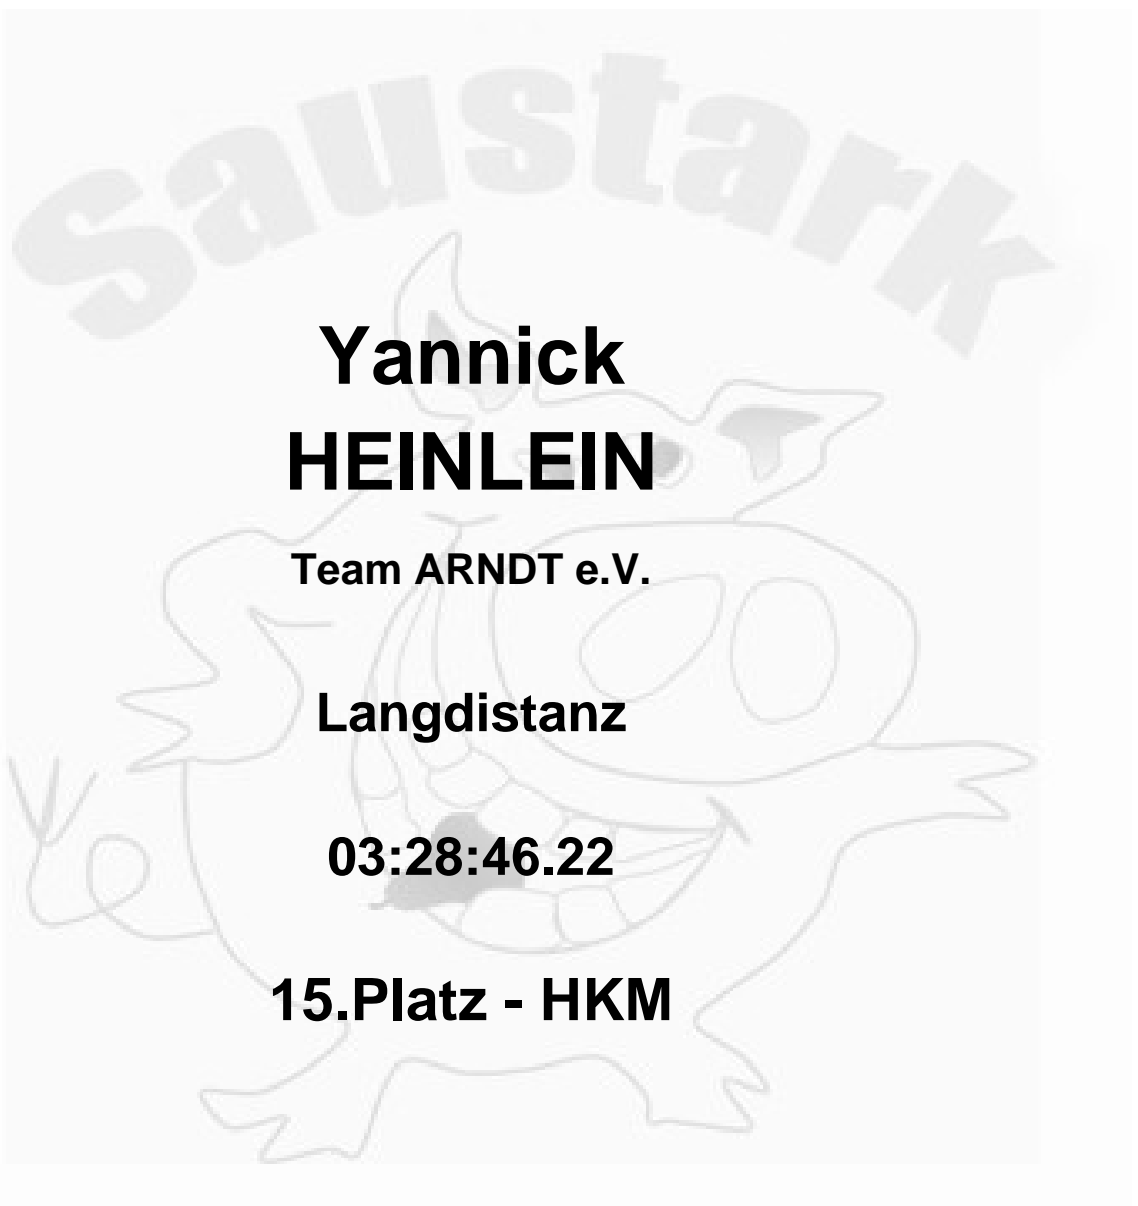 Saustark
Yannick
HEINLEIN
Team ARNDT e.V.
Langdistanz
03:28:46.22
15.Platz - HKM